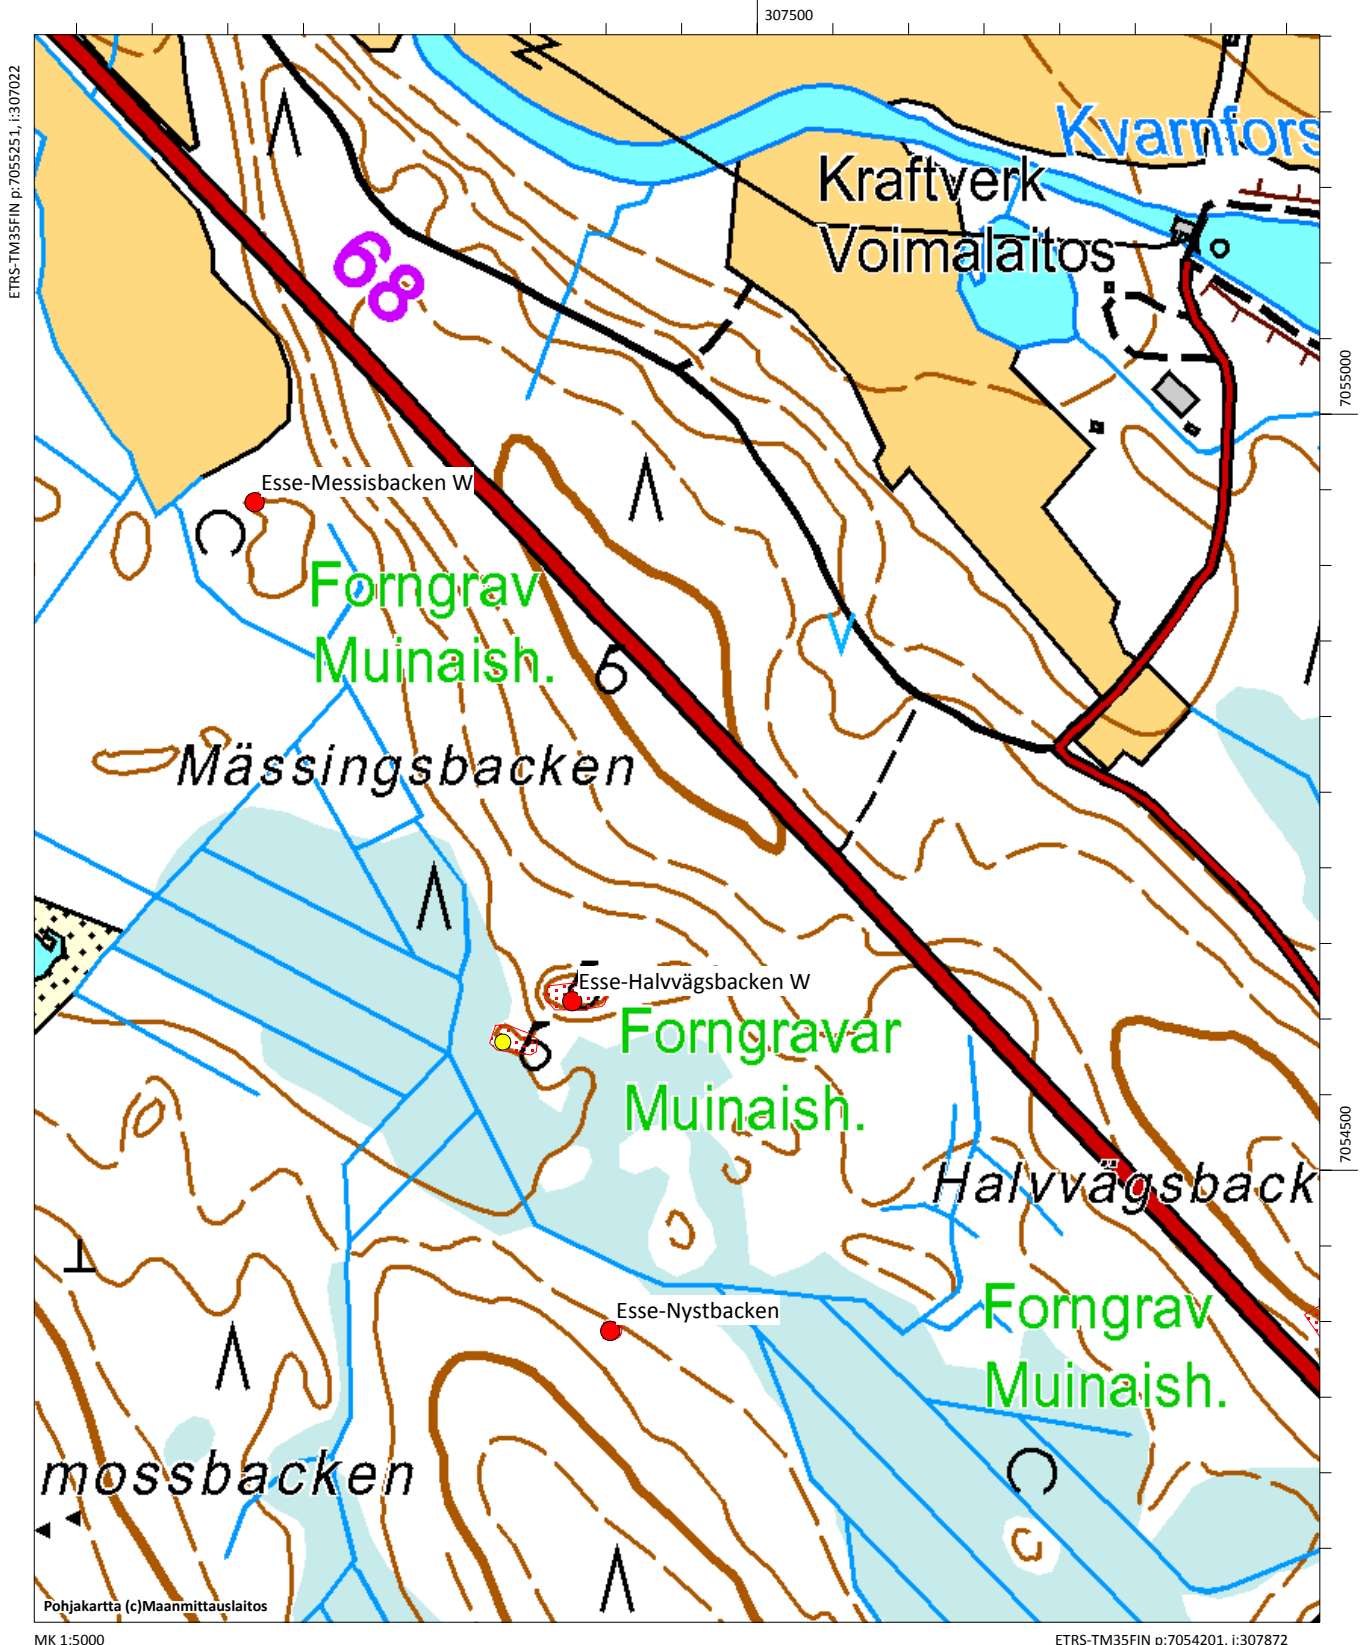 307500
ETRS-TM35FIN p:7055251, i:307022
Kvarnfors
Kraftverk
Voimalaitos
68
7055000
Esse-Messisbacken W
Forngrav
Muinaish.
Mässingsbacken
Esse-Halvvägsbacken W
Forngravar
Muinaish.
7054500
Halvvägsback
Esse-Nystbacken
Forngrav
Muinaish.
mossbacken
Pohjakartta (c)Maanmittauslaitos
MK 1:5000
ETRS-TM35FIN p:7054201, i:307872